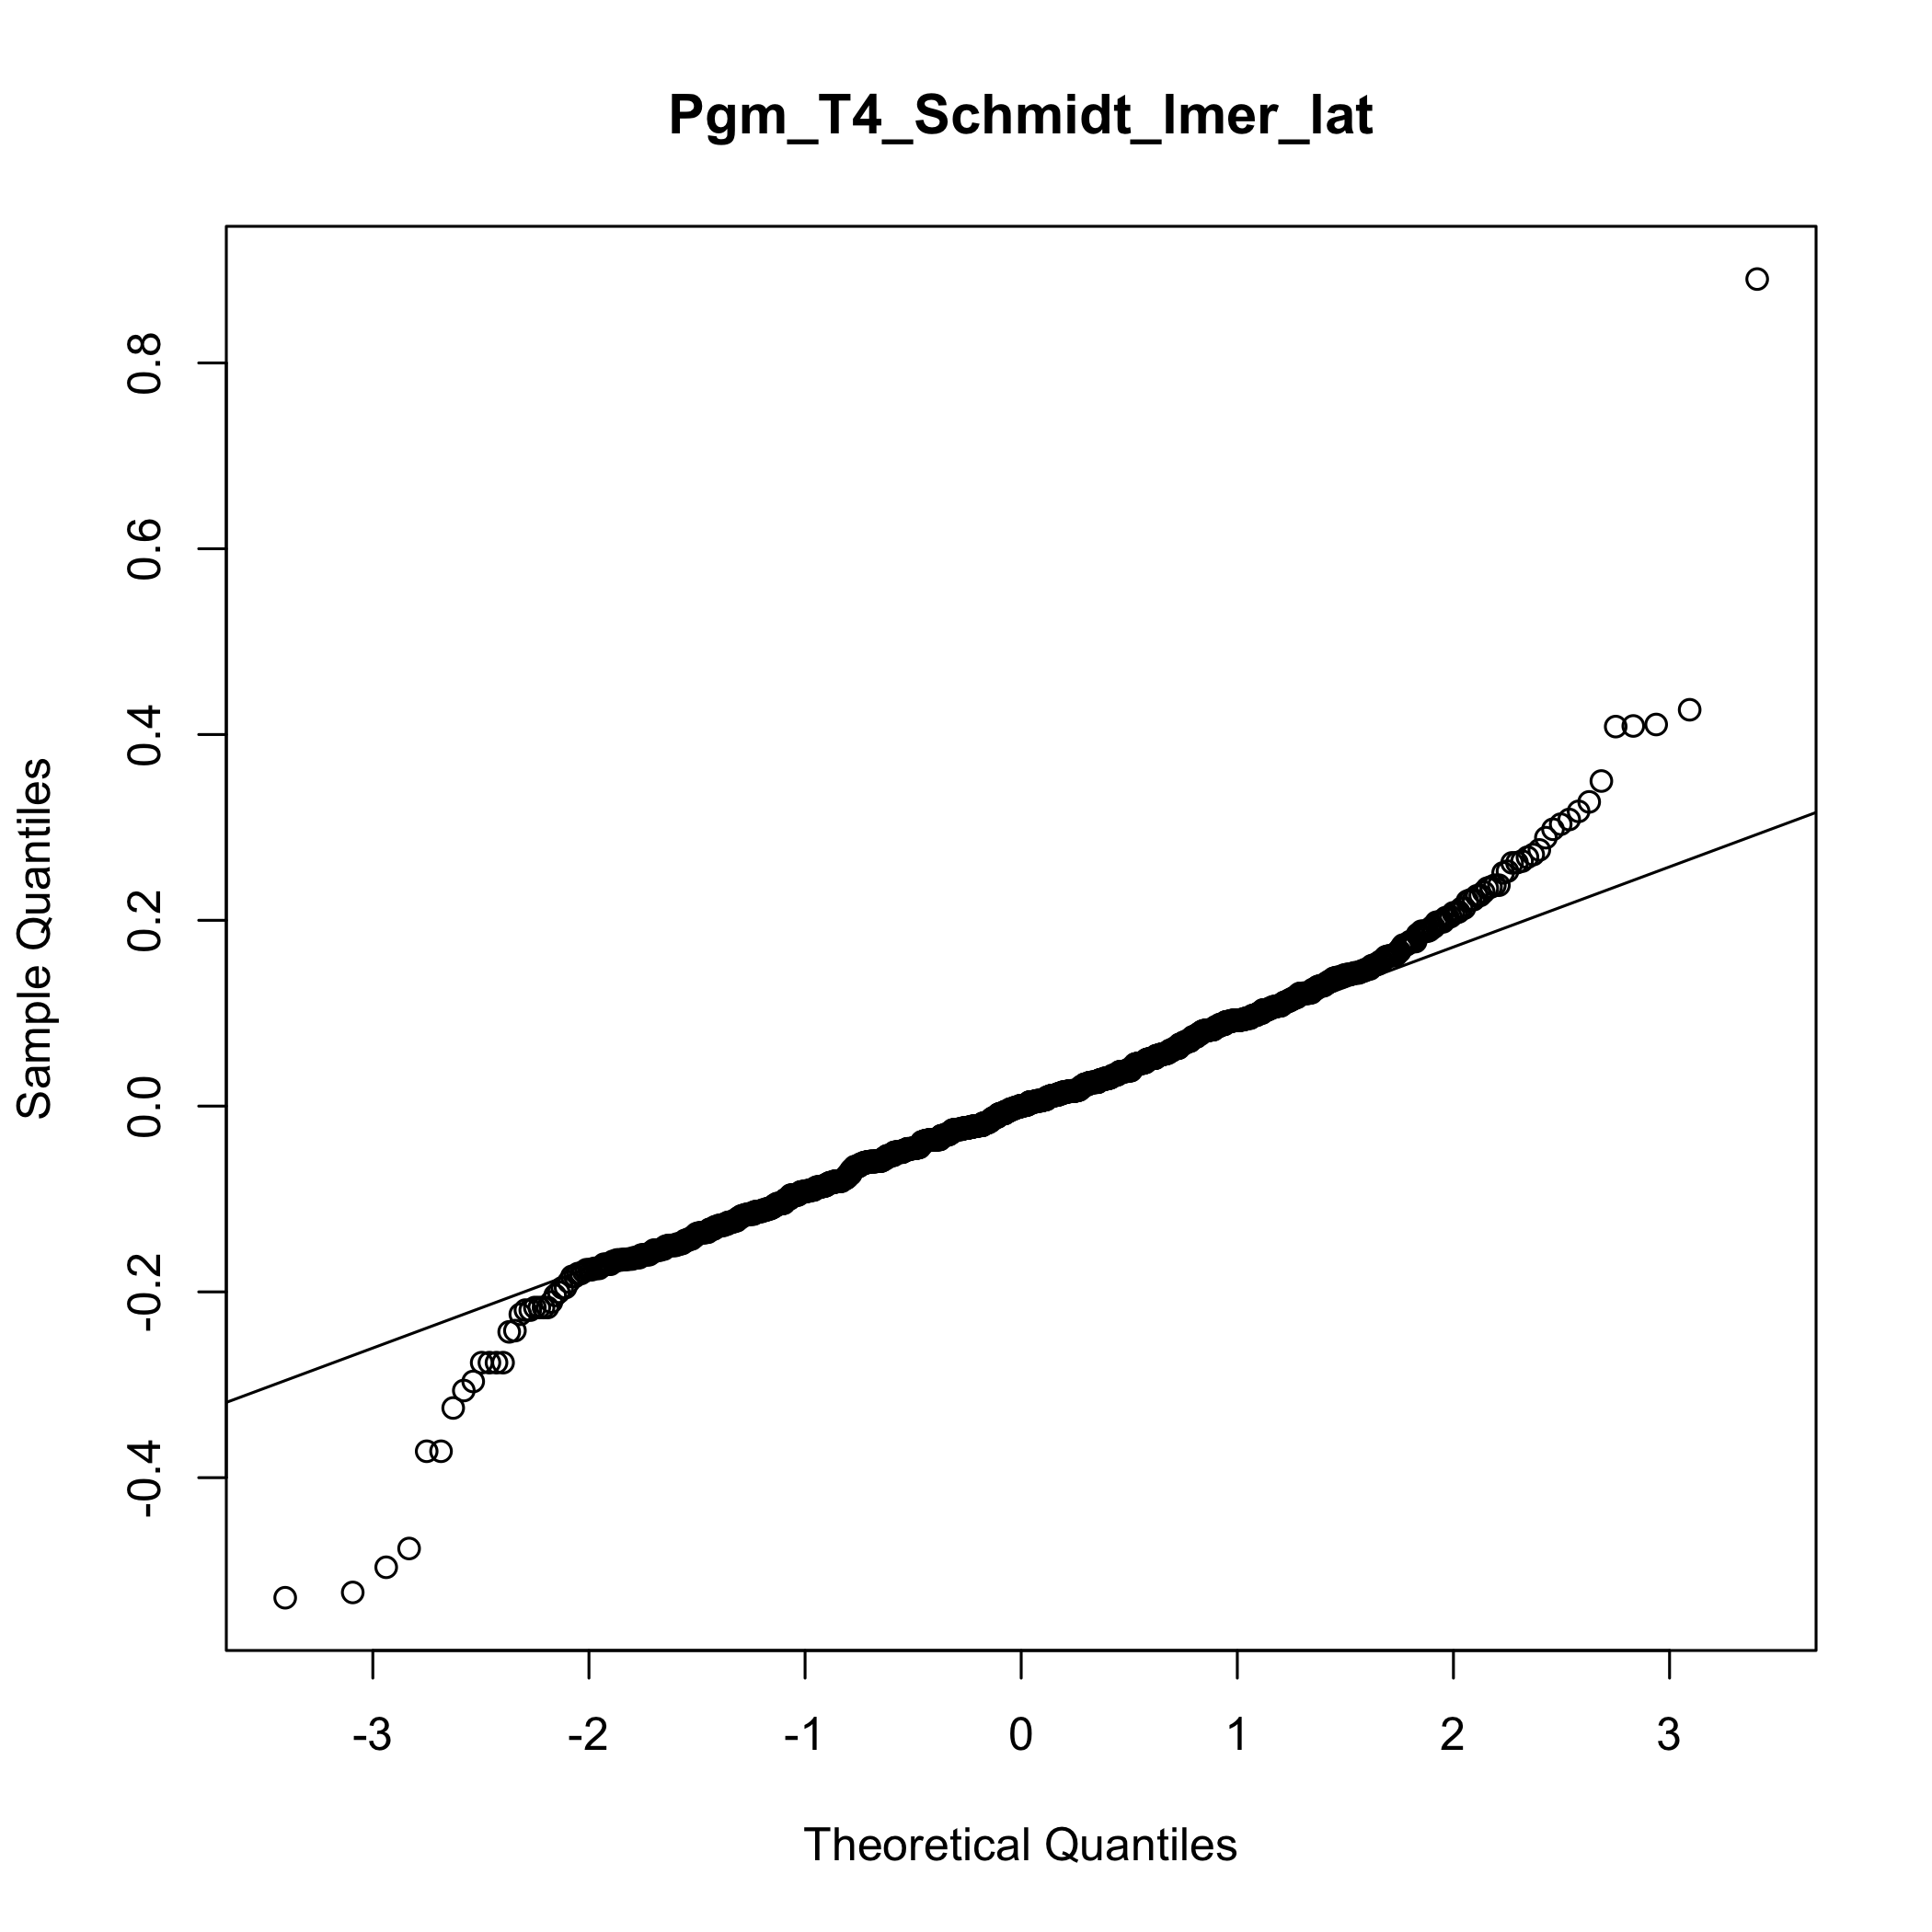 Pgm_T4_Schmidt_lmer_lat
Sample Quantiles
0.8
0.6
0.4
0.2
0.0
-0.2
-0.4
-3 -2 -1 0 1 2 3
Theoretical Quantiles